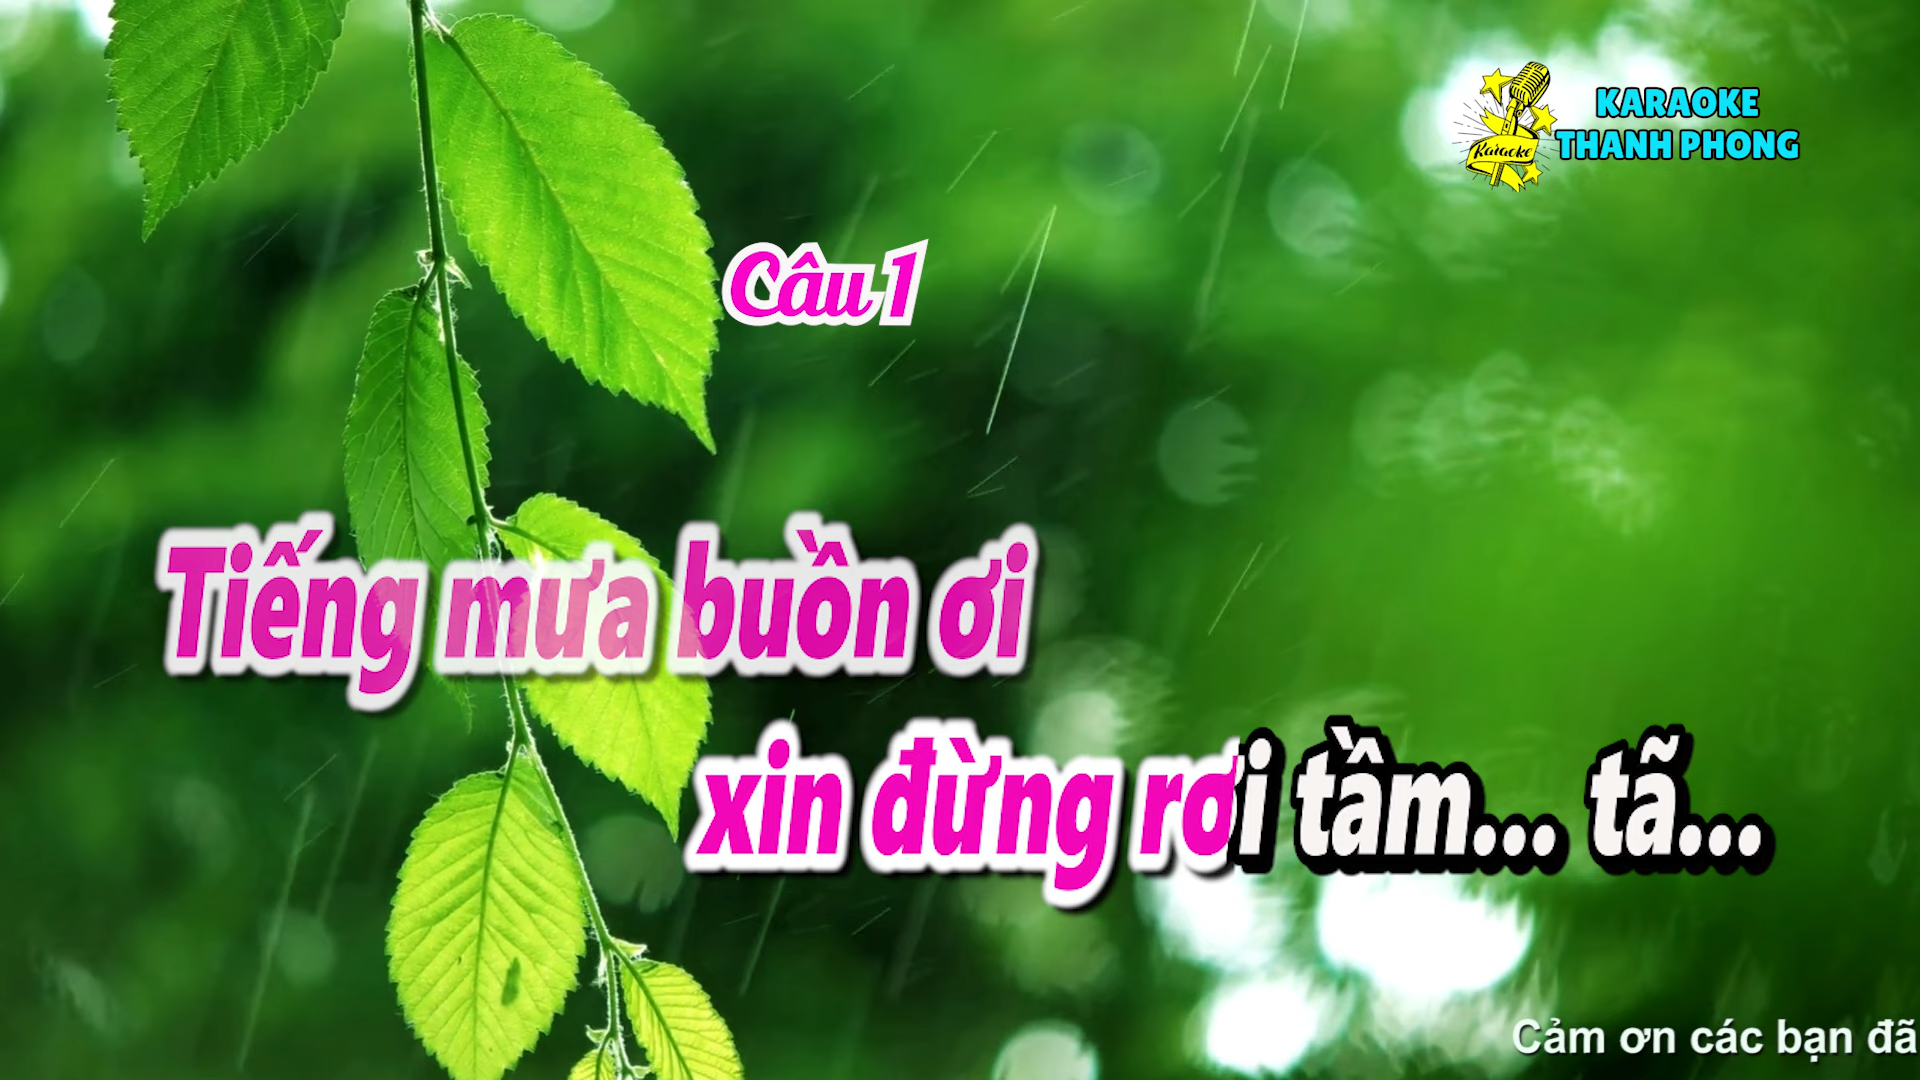 KARAOKE
THANH PHONG
Karaoke
Câu 1
Tiếng mưa buồn ơi
xin đừng rơi tầm... tã...
Cảm ơn các bạn đã